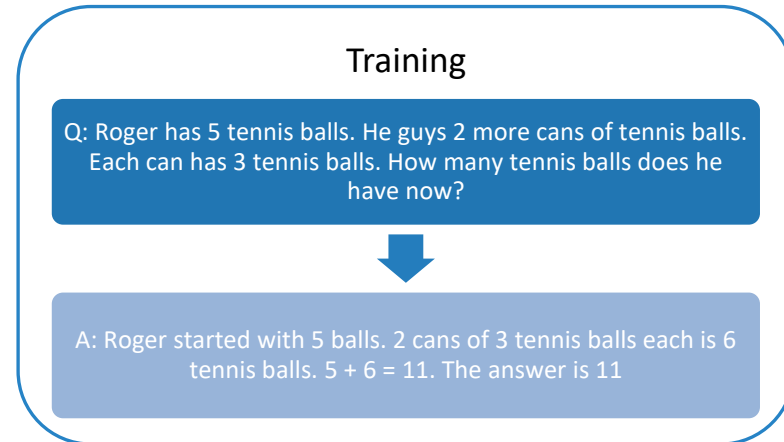 Training
Q: Roger has 5 tennis balls. He guys 2 more cans of tennis balls.
Each can has 3 tennis balls. How many tennis balls does he
have now?
A: Roger started with 5 balls. 2 cans of 3 tennis balls each is 6
tennis balls. 5 + 6 = 11. The answer is 11